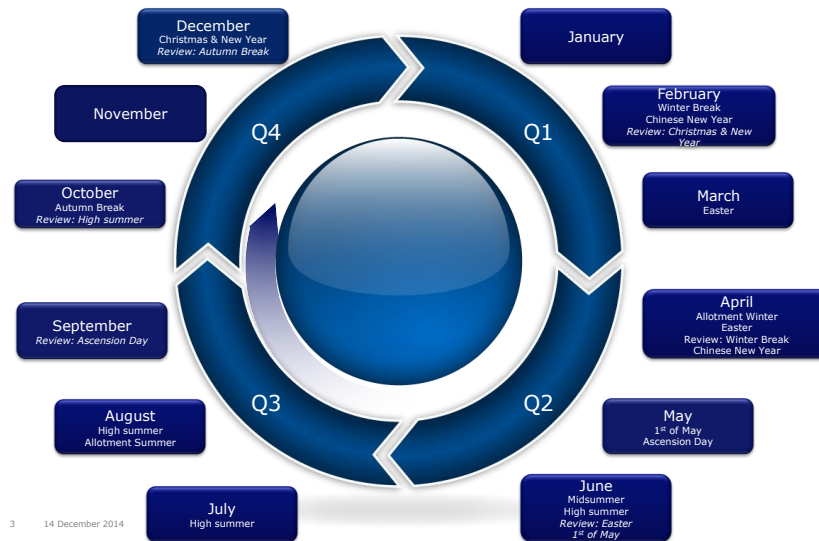 December
Christmas & New Year
Review: Autumn Break
January
November
Q4
Q1
February
Winter Break
Chinese New Year
Review: Christmas & New
Year
October
Autumn Break
Review: High summer
March
Easter
September
Review: Ascension Day
April
Allotment Winter
Easter
Review: Winter Break
Chinese New Year
Q3
Q2
August
High summer
Allotment Summer
May
1st of May
Ascension Day
July
High summer
June
Midsummer
High summer
Review: Easter
1st of May
3 14 December 2014